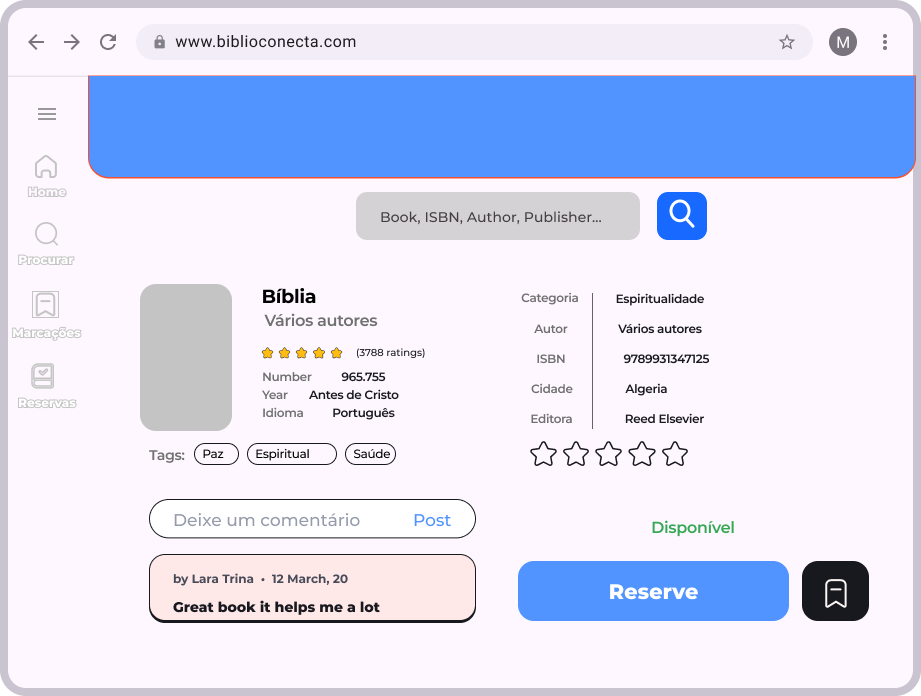 www.biblioconecta.com
M
Home
Procurar
Marcações
Reservas
Book, ISBN, Author, Publisher...
Bíblia
Vários autores
(3788 ratings)
Number 965.755
Year Antes de Cristo
Idioma Português
Tags: Paz Espiritual Saúde
Categoria Espiritualidade
Autor Vários autores
ISBN 9789931347125
Cidade Algeria
Editora Reed Elsevier
Deixe um comentário Post
by Lara Trina • 12 March, 20
Great book it helps me a lot
Disponível
Reserve